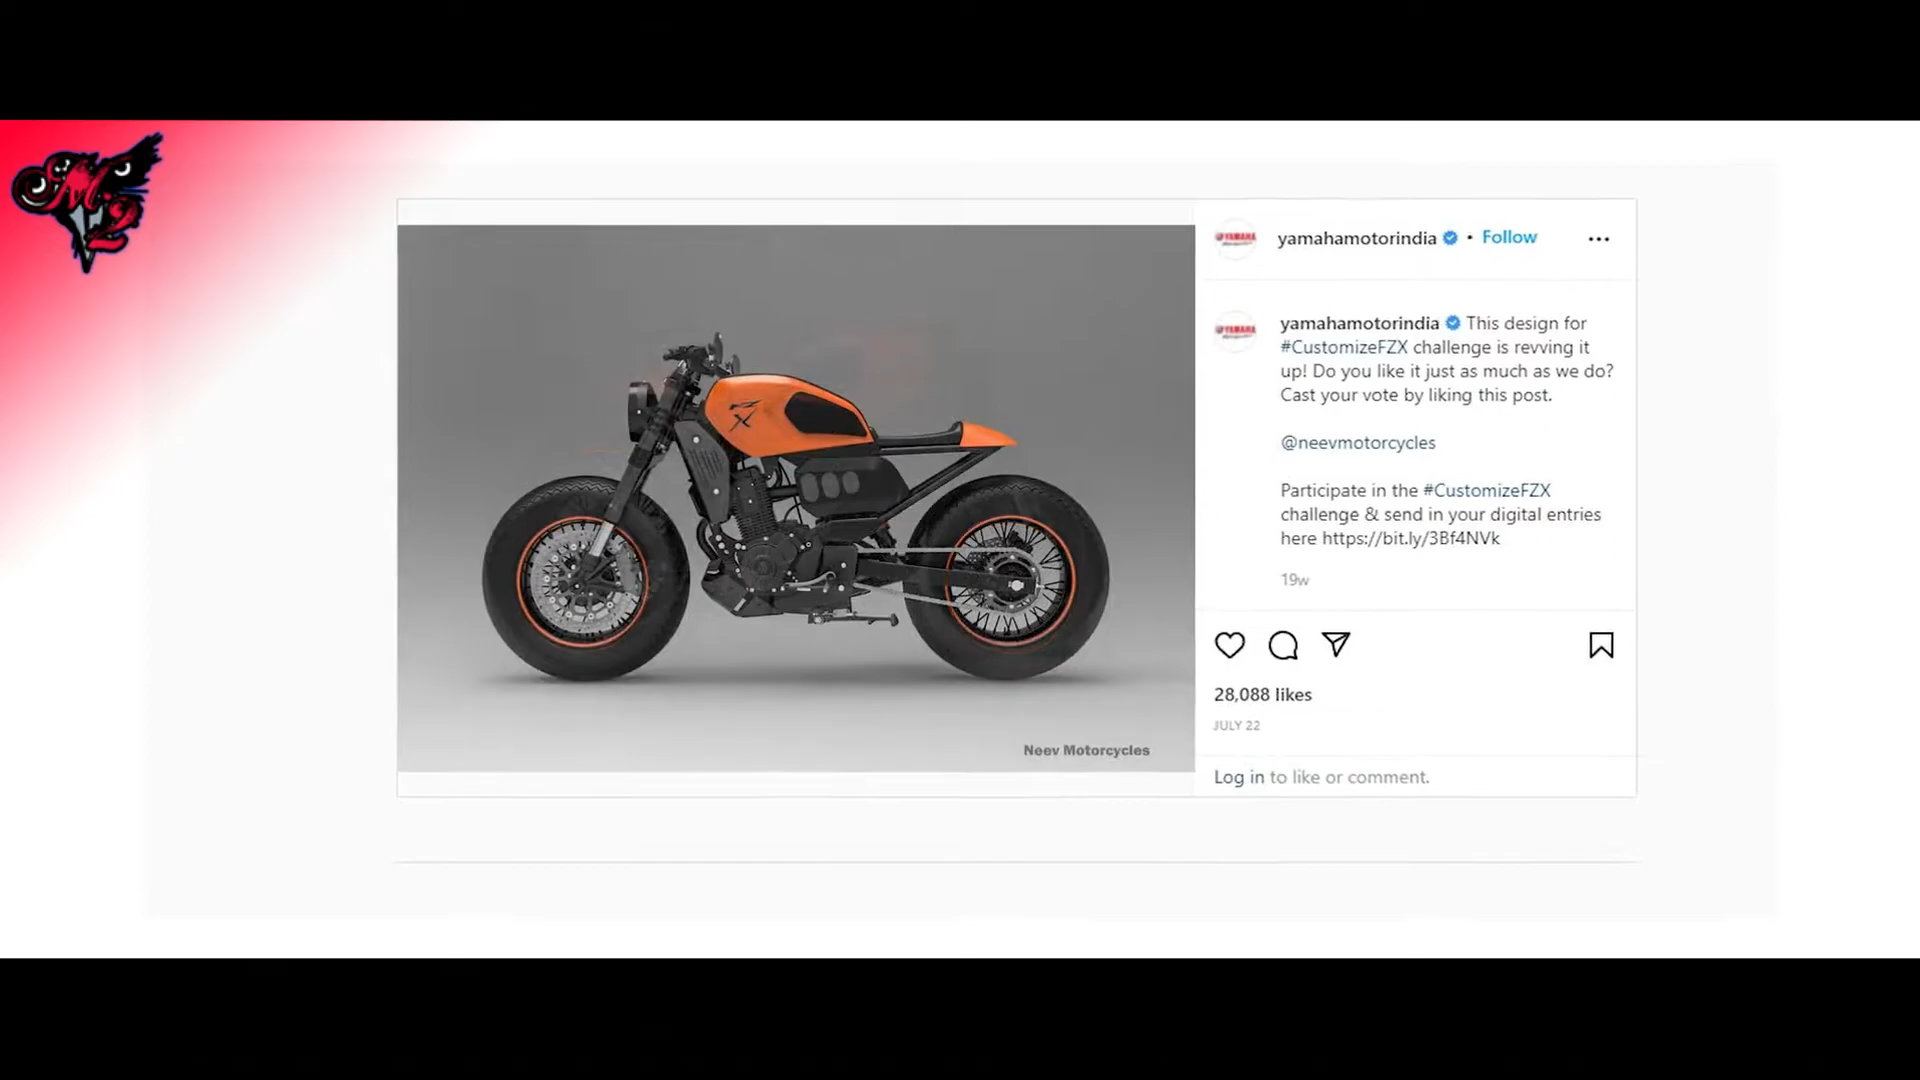 M2
yamahamotorindia • Follow
YAMAHA
yamahamotorindia This design for
#CustomizeFZX challenge is revving it
up! Do you like it just as much as we do?
Cast your vote by liking this post.
@neevmotorcycles
Participate in the #CustomizeFZX
challenge & send in your digital entries
here https://bit.ly/3Bf4NVk
19w
28,088 likes
JULY 22
Log in to like or comment.
FZ
X
Neev Motorcycles